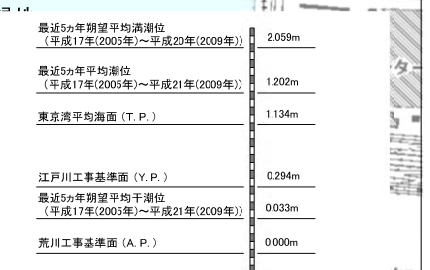 最近5ヵ年朔望平均満潮位
（平成17年(2005年)～平成20年(2009年)） 2.059m
最近5ヵ年平均潮位
（平成17年(2005年)～平成21年(2009年)） 1.202m
東京湾平均海面（T.P.） 1.134m
江戸川工事基準面（Y.P.） 0.294m
最近5ヵ年朔望平均干潮位
（平成17年(2005年)～平成21年(2009年)） 0.033m
荒川工事基準面（A.P.） 0.000m
ター